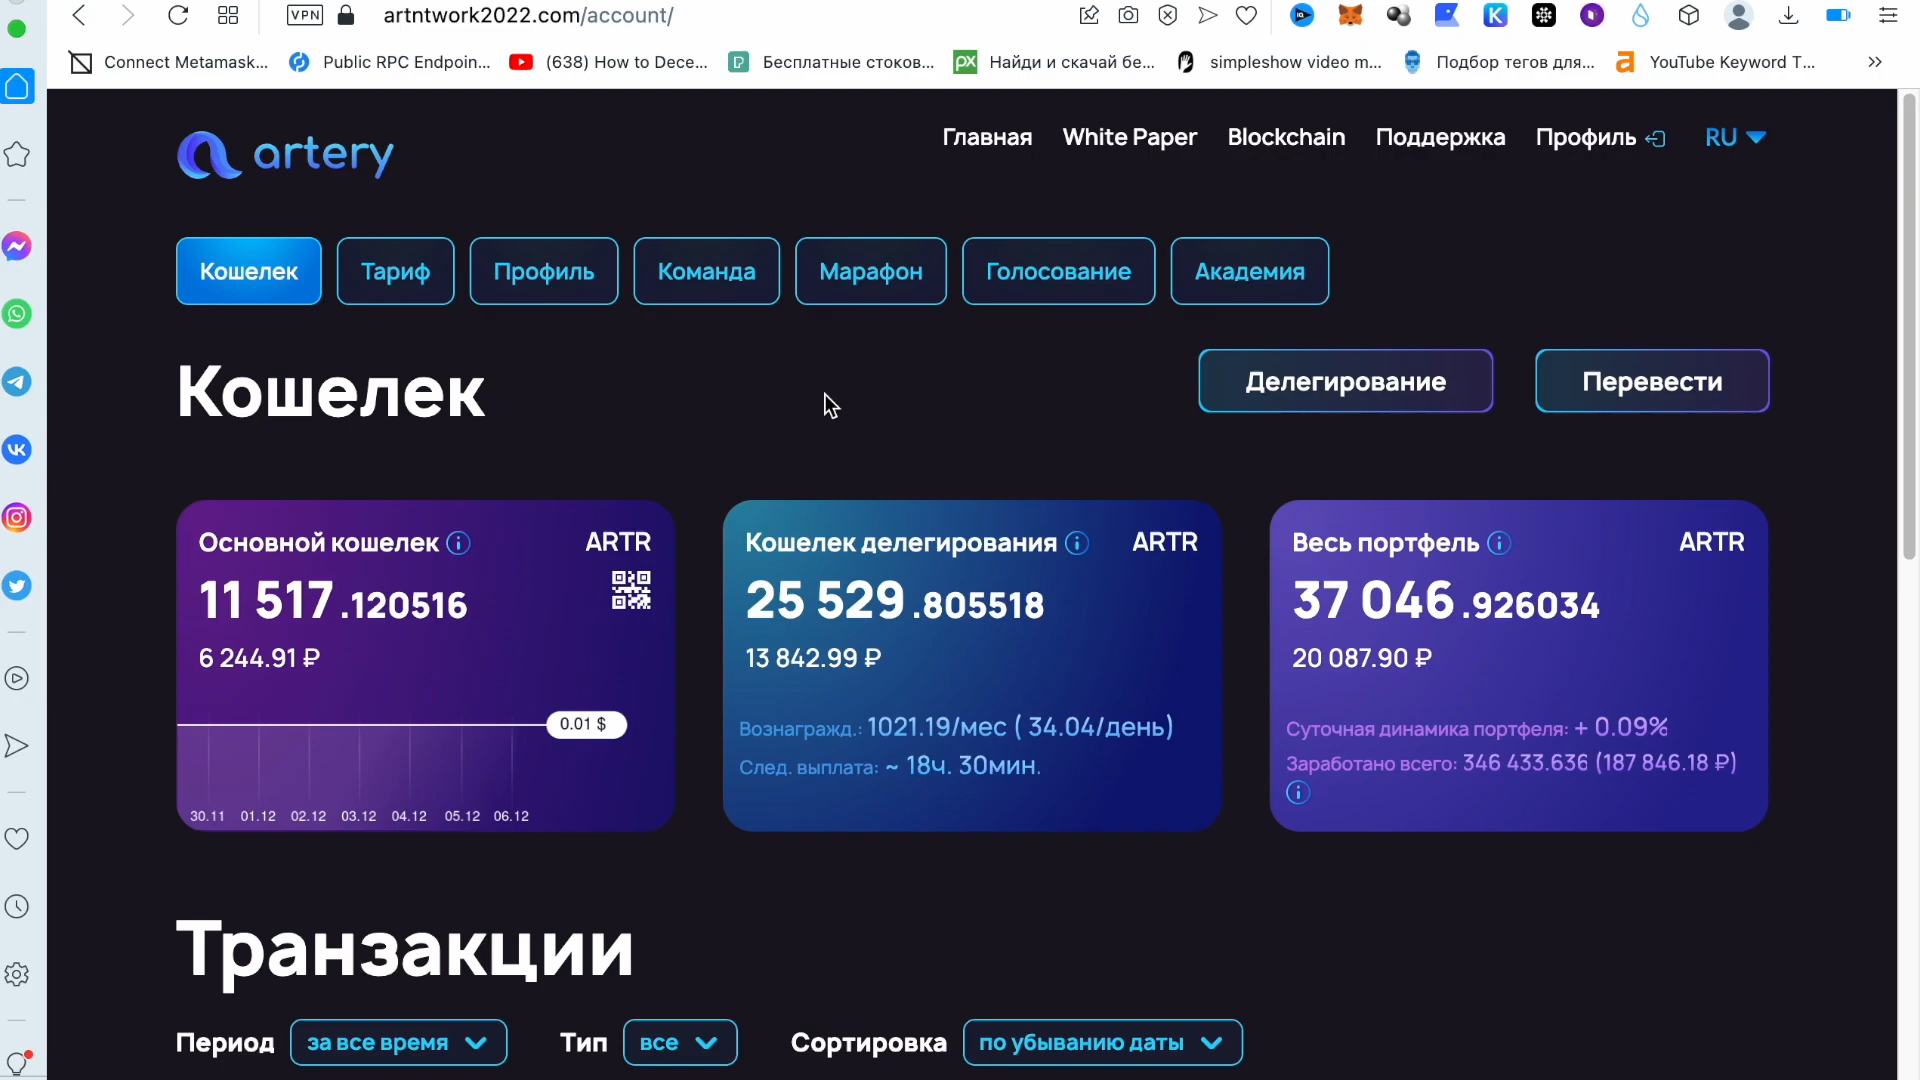 VPN
artntwork2022.com/account/
Connect Metamask...
Public RPC Endpoin...
(638) How to Dece...
Бесплатные стоков...
Найди и скачай бе...
simpleshow video m...
Подбор тегов для...
YouTube Keyword T...
artery
Главная
White Paper
Blockchain
Поддержка
Профиль
RU
Кошелек
Тариф
Профиль
Команда
Марафон
Голосование
Академия
Кошелек
Делегирование
Перевести
Основной кошелек
ARTR
11 517.120516
6 244.91 ₽
0.01 $
30.11 01.12 02.12 03.12 04.12 05.12 06.12
Кошелек делегирования
ARTR
25 529.805518
13 842.99 ₽
Вознагражд.: 1021.19/мес ( 34.04/день)
След. выплата: ~ 18ч. 30мин.
Весь портфель
ARTR
37 046.926034
20 087.90 ₽
Суточная динамика портфеля: + 0.09%
Заработано всего: 346 433.636 (187 846.18 ₽)
Транзакции
Период
за все время
Тип
все
Сортировка
по убыванию даты